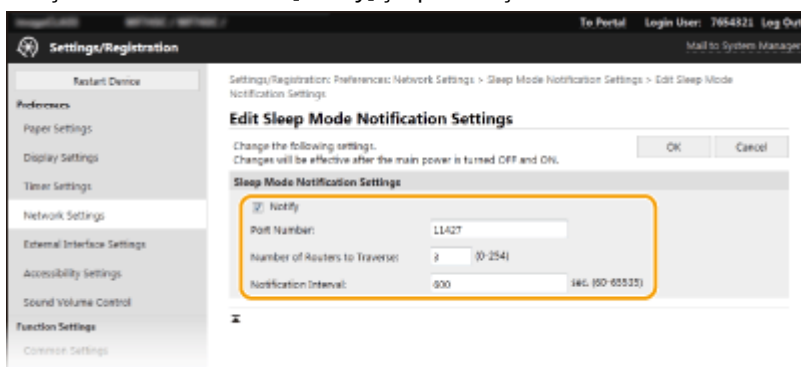 To Portal Login User: 7654321 Log Out
Settings/Registration
Mail to System Manager
Restart Device
Preferences
Paper Settings
Display Settings
Timer Settings
Network Settings
External Interface Settings
Accessibility Settings
Sound Volume Control
Function Settings
Common Settings
Settings/Registration: Preferences: Network Settings > Sleep Mode Notification Settings > Edit Sleep Mode
Notification Settings
Edit Sleep Mode Notification Settings
Change the following settings.
Changes will be effective after the main power is turned OFF and ON.
OK Cancel
Sleep Mode Notification Settings
Notify
Port Number: 11427
Number of Routers to Traverse: 3 (0-254)
Notification Interval: 600 sec. (60-65535)